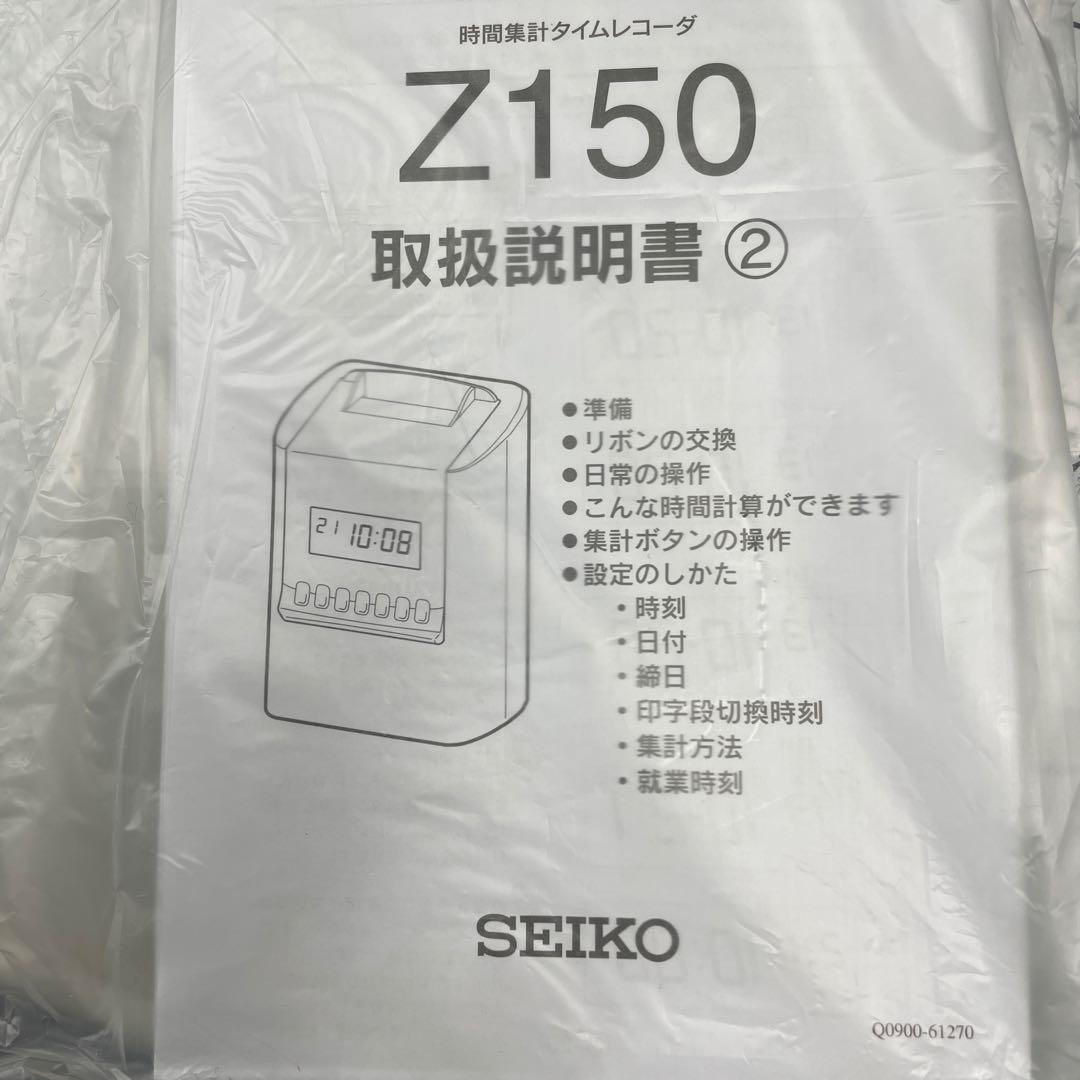 時間集計タイムレコーダ
Z150
取扱説明書 ②
21 10:08
●準備
●リボンの交換
●日常の操作
●こんな時間計算ができます
●集計ボタンの操作
●設定のしかた
・時刻
・日付
・締日
・印字段切換時刻
・集計方法
・就業時刻
SEIKO
Q0900-61270